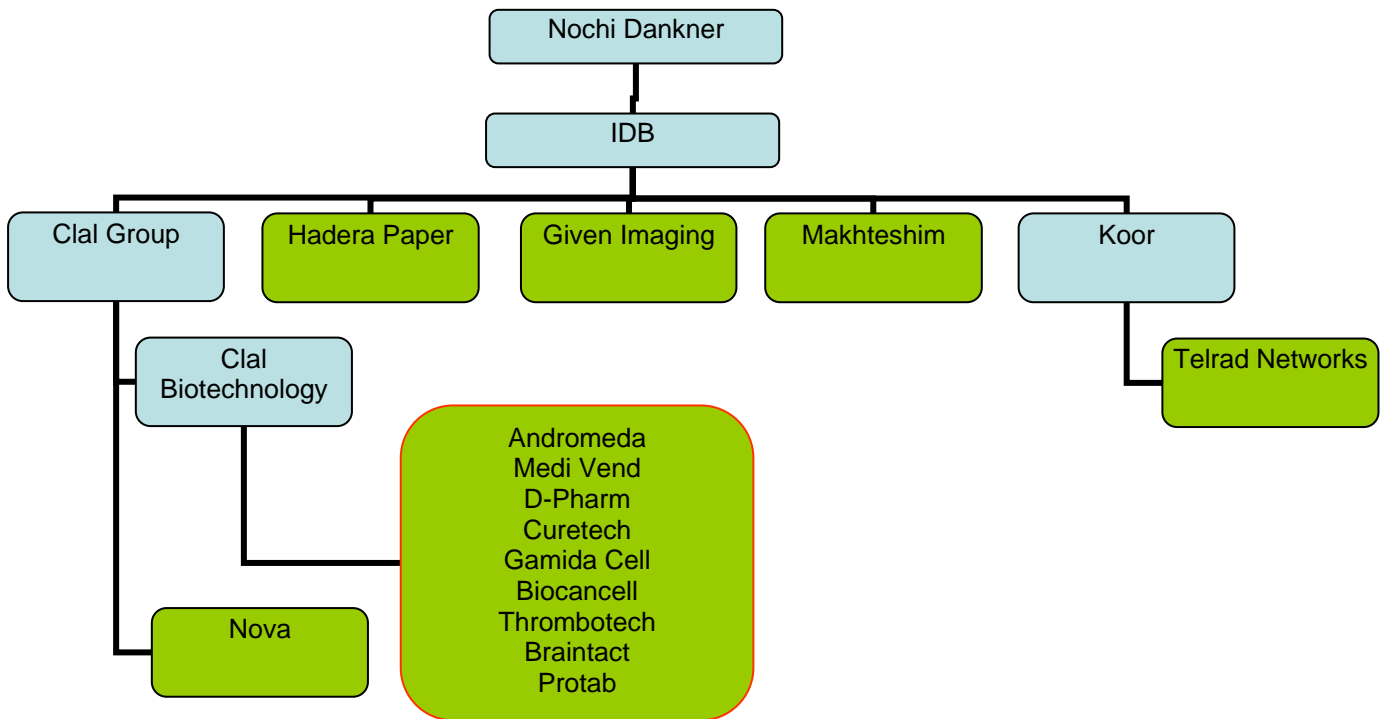 Nochi Dankner
IDB
Clal Group
Hadera Paper
Given Imaging
Makhteshim
Koor
Clal
Biotechnology
Telrad Networks
Andromeda
Medi Vend
D-Pharm
Curetech
Gamida Cell
Biocancell
Thrombotech
Braintact
Protab
Nova